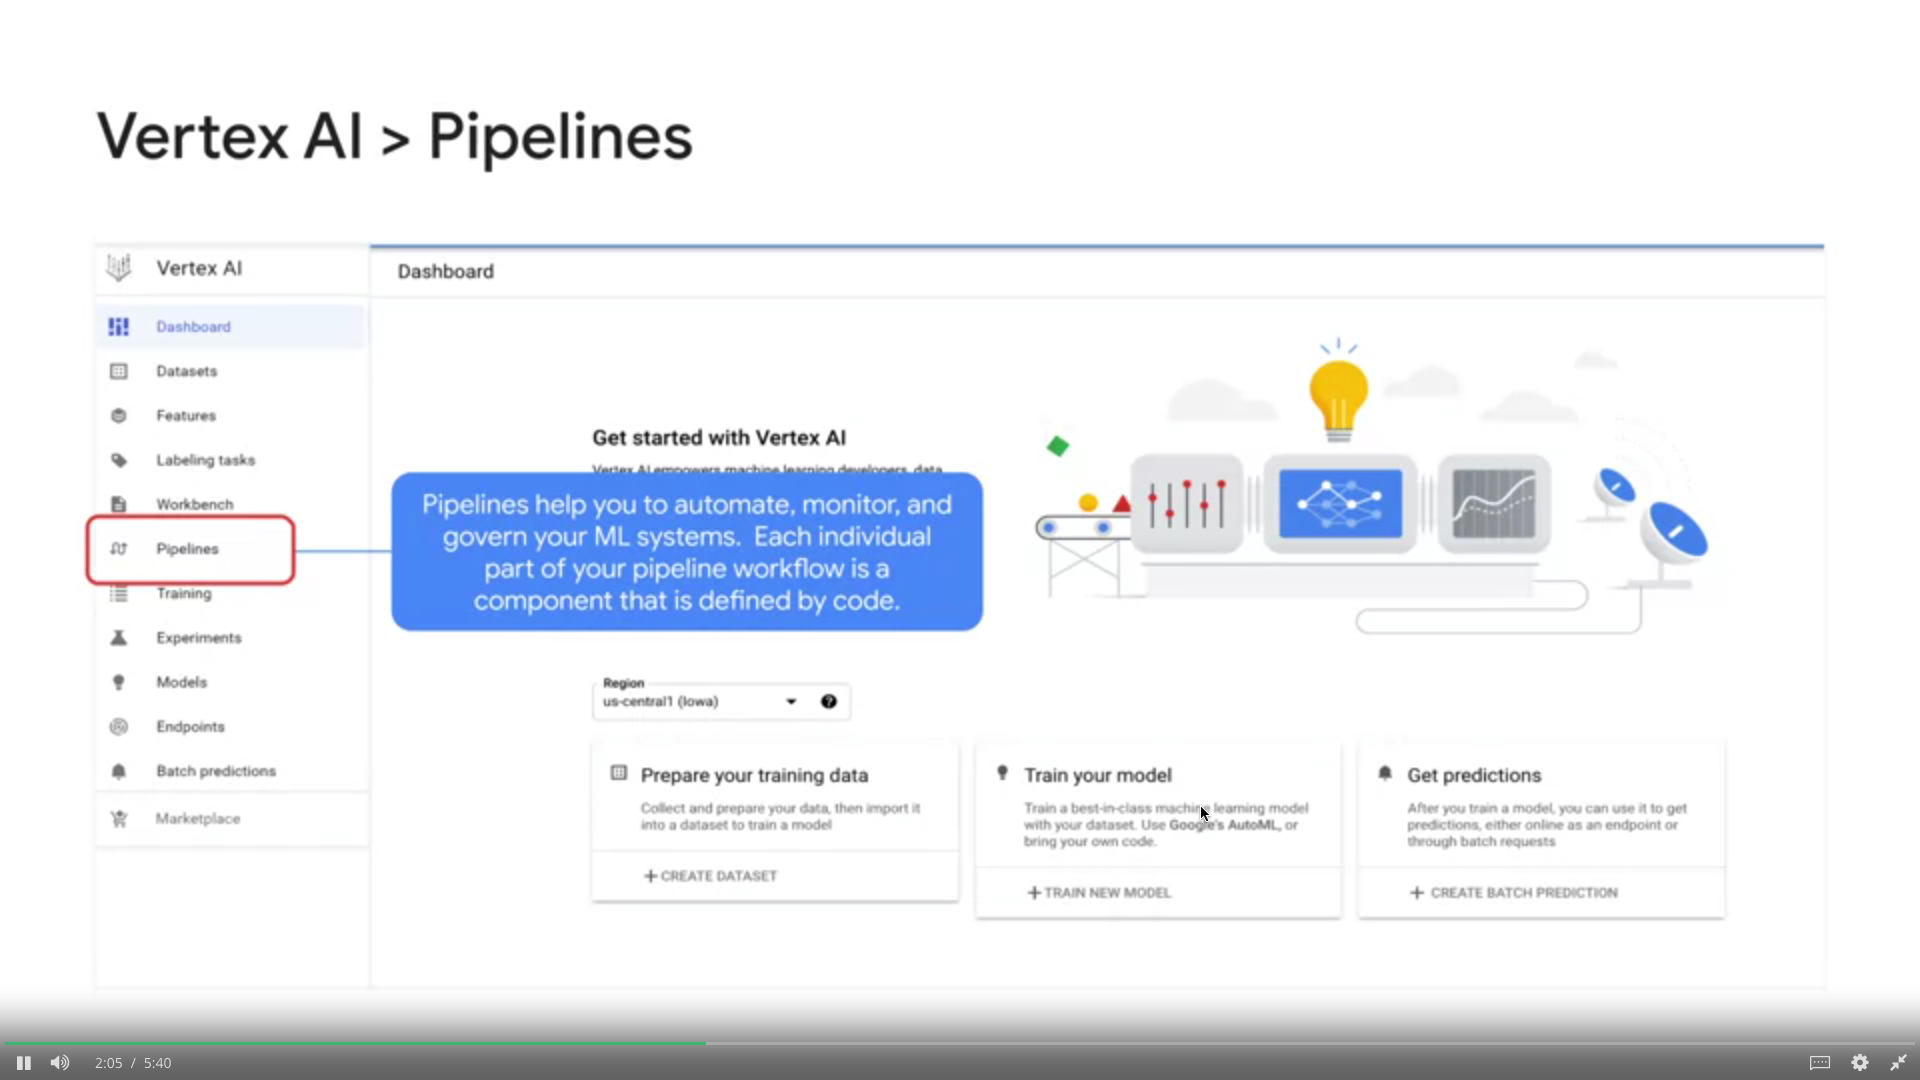 Vertex AI > Pipelines
Vertex AI
Dashboard
Dashboard
Datasets
Features
Labeling tasks
Workbench
Pipelines
Training
Experiments
Models
Endpoints
Batch predictions
Marketplace
Get started with Vertex AI
Vertex AI empowers machine learning developers, data
Pipelines help you to automate, monitor, and
govern your ML systems. Each individual
part of your pipeline workflow is a
component that is defined by code.
Region
us-central1 (Iowa)
Prepare your training data
Collect and prepare your data, then import it
into a dataset to train a model
+ CREATE DATASET
Train your model
Train a best-in-class machine learning model
with your dataset. Use Google's AutoML, or
bring your own code.
+ TRAIN NEW MODEL
Get predictions
After you train a model, you can use it to get
predictions, either online as an endpoint or
through batch requests
+ CREATE BATCH PREDICTION
2:05 / 5:40